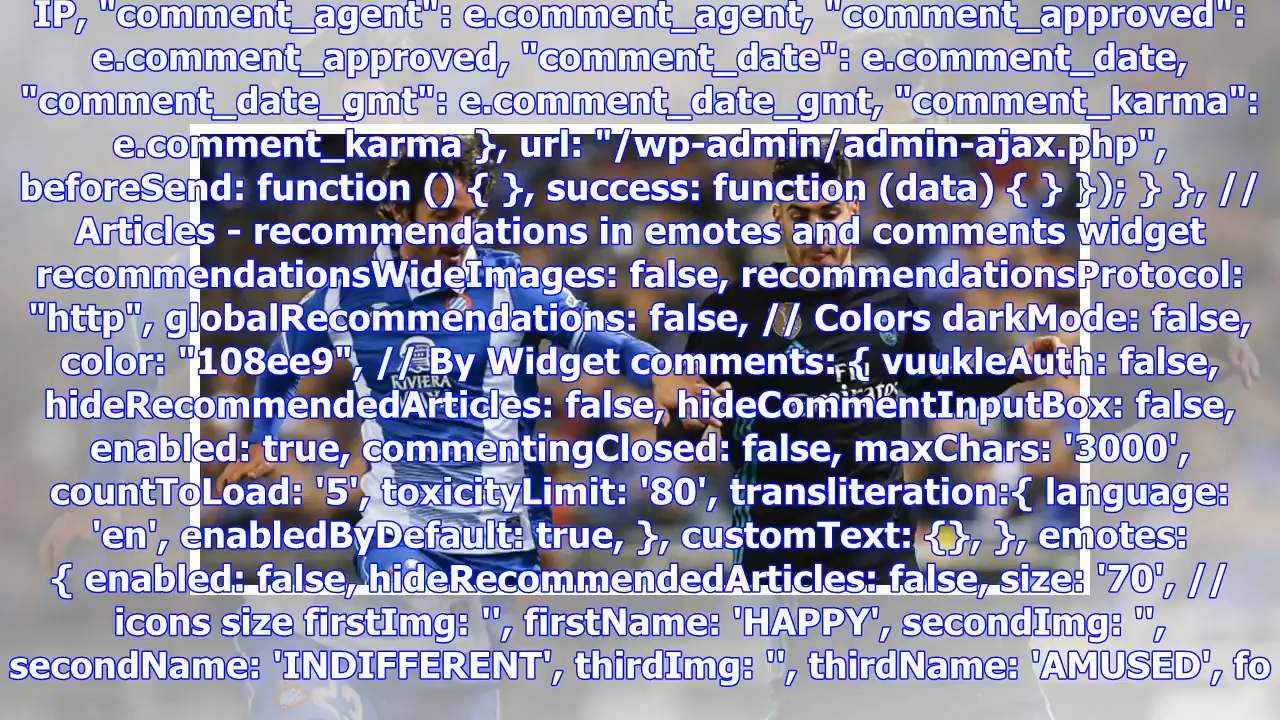 IP, "comment_agent": e.comment_agent, "comment_approved":
e.comment_approved, "comment_date": e.comment_date,
"comment_date_gmt": e.comment_date_gmt, "comment_karma":
e.comment_karma }, url: "/wp-admin/admin-ajax.php",
beforeSend: function () { }, success: function (data) { } }); } }, //
Articles - recommendations in emotes and comments widget
recommendationsWideImages: false, recommendationsProtocol:
"http", globalRecommendations: false, // Colors darkMode: false,
color: "108ee9", // By Widget comments: { vuukleAuth: false,
hideRecommendedArticles: false, hideCommentInputBox: false,
enabled: true, commentingClosed: false, maxChars: '3000',
countToLoad: '5', toxicityLimit: '80', transliteration:{ language:
'en', enabledByDefault: true, }, customText: {}, }, emotes:
{ enabled: false, hideRecommendedArticles: false, size: '70', //
icons size firstImg: '', firstName: 'HAPPY', secondImg: '',
secondName: 'INDIFFERENT', thirdImg: '', thirdName: 'AMUSED', fo
RIVIERA
Fly
Emirates